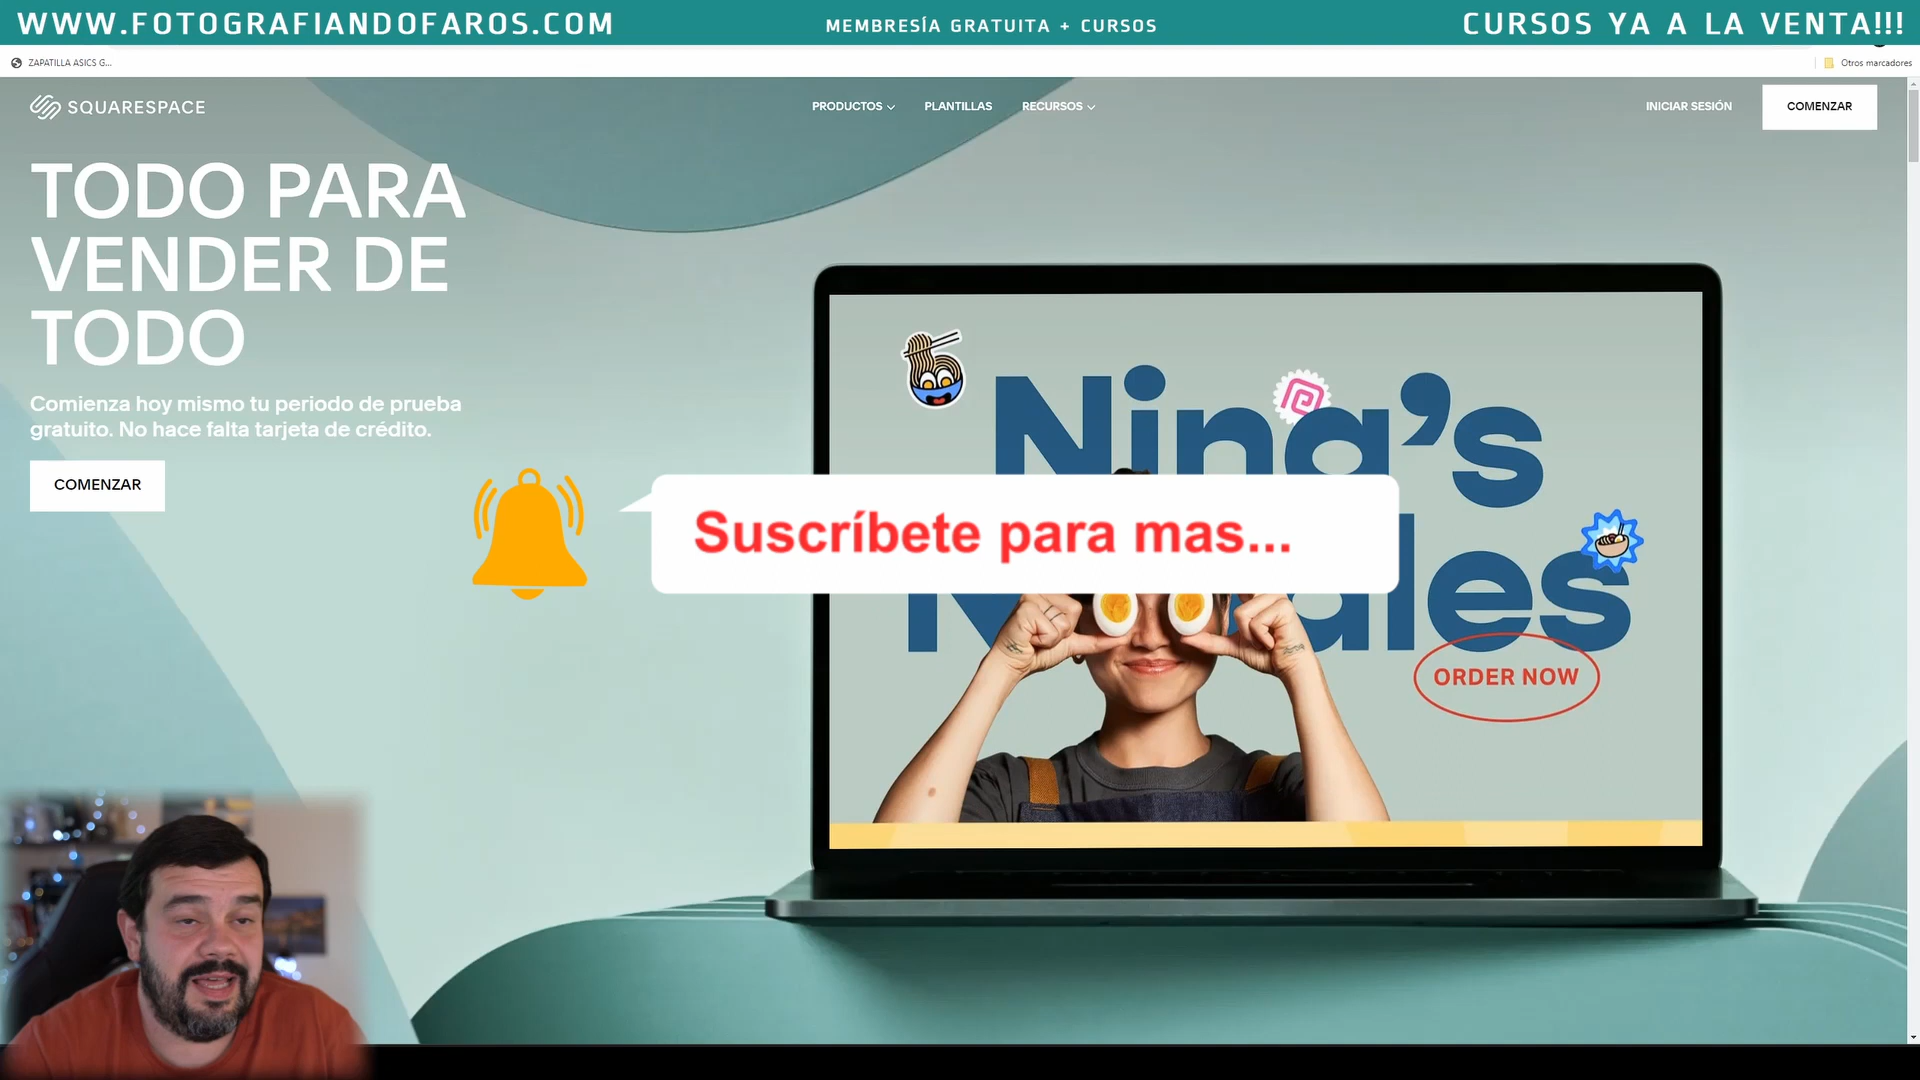 WWW.FOTOGRAFIANDOFAROS.COM
MEMBRESÍA GRATUITA + CURSOS
CURSOS YA A LA VENTA!!!
ZAPATILLA ASICS G...
Otros marcadores
SQUARESPACE
PRODUCTOS
PLANTILLAS
RECURSOS
INICIAR SESIÓN
COMENZAR
TODO PARA
VENDER DE
TODO
Comienza hoy mismo tu periodo de prueba
gratuito. No hace falta tarjeta de crédito.
COMENZAR
Nina's
Suscríbete para mas...
ORDER NOW